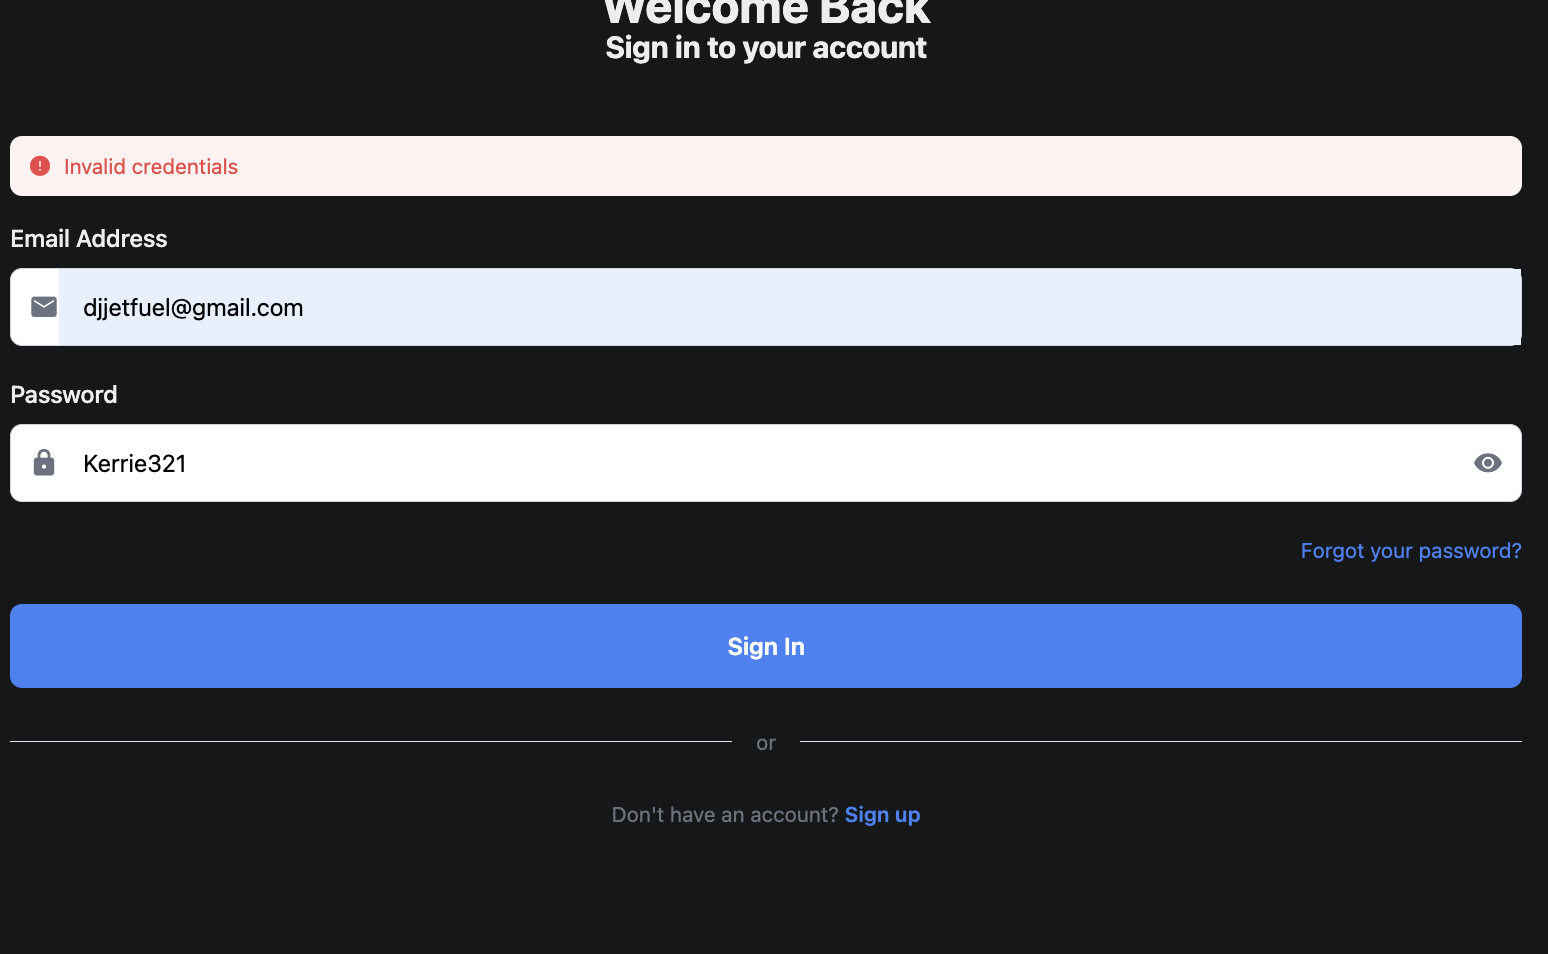 Welcome Back
Sign in to your account
Invalid credentials
Email Address
djjetfuel@gmail.com
Password
Kerrie321
Forgot your password?
Sign In
or
Don't have an account? Sign up